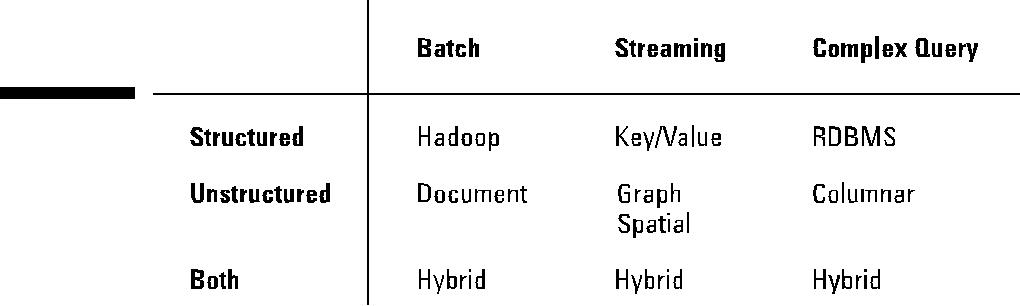 Batch Streaming Complex Query
Structured Hadoop Key/Value RDBMS
Unstructured Document Graph Columnar
Spatial
Both Hybrid Hybrid Hybrid